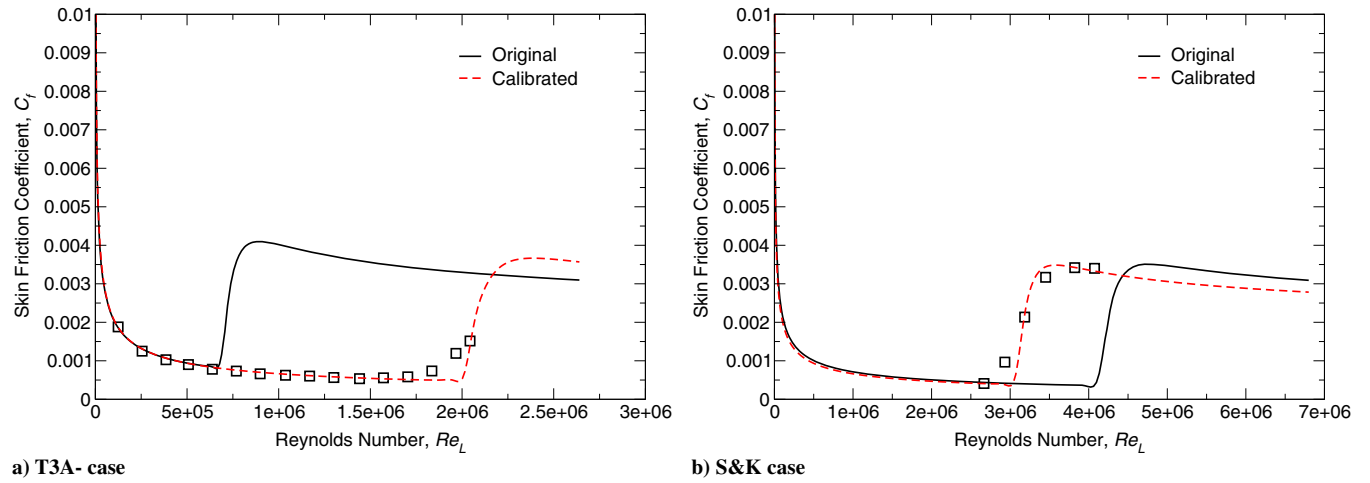 0.01
0.009
0.008
0.007
0.006
0.005
0.004
0.003
0.002
0.001
0
Skin Friction Coefficient, C_f
Original
Calibrated
0 5e+05 1e+06 1.5e+06 2e+06 2.5e+06 3e+06
Reynolds Number, Re_L
a) T3A- case
0.01
0.009
0.008
0.007
0.006
0.005
0.004
0.003
0.002
0.001
0
Skin Friction Coefficient, C_f
Original
Calibrated
0 1e+06 2e+06 3e+06 4e+06 5e+06 6e+06 7e+06
Reynolds Number, Re_L
b) S&K case